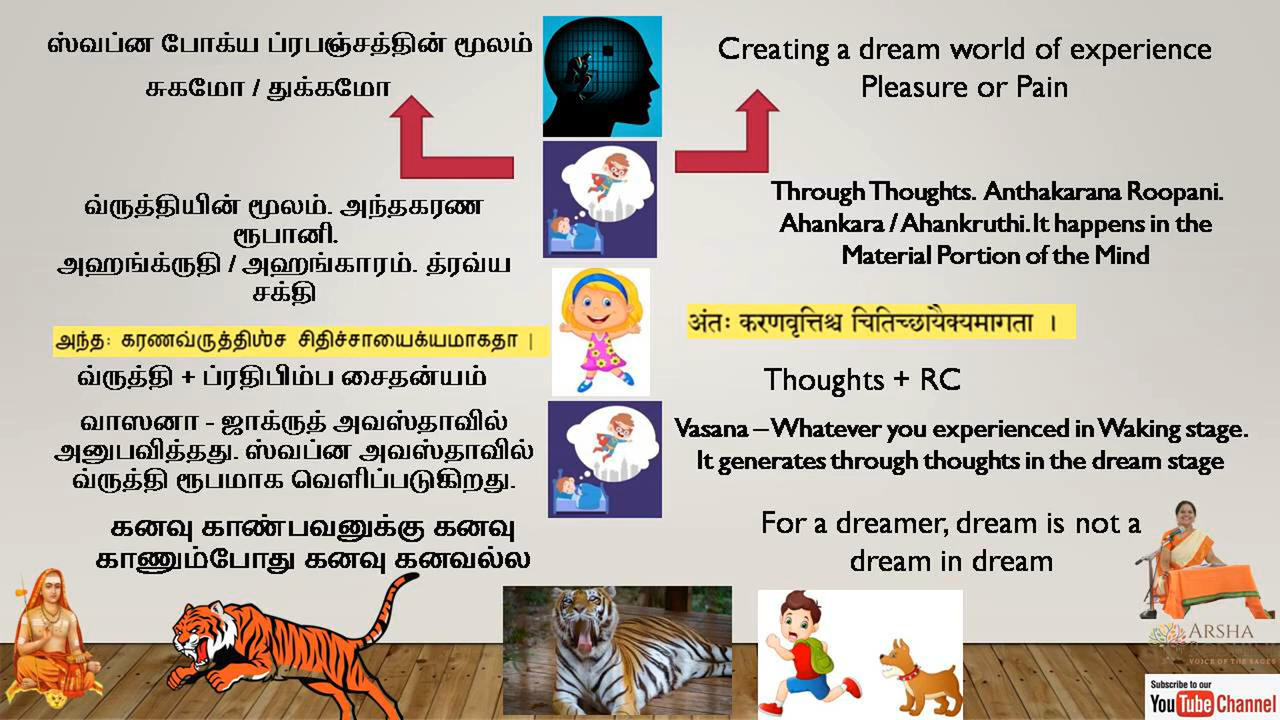 ஸ்வப்ன போக்ய ப்ரபஞ்சத்தின் மூலம்
சுகமோ / துக்கமோ
Creating a dream world of experience
Pleasure or Pain
வ்ருத்தியின் மூலம். அந்தகரண
ரூபானி.
அஹங்க்ருதி / அஹங்காரம். த்ரவ்ய
சக்தி
Through Thoughts. Anthakarana Roopani.
Ahankara / Ahankruthi. It happens in the
Material Portion of the Mind
அந்த: கரணவ்ருத்திஶ்ச சிதிச்சாயைக்யமாகதா |
अंतः करणवृत्तिश्च चितिच्छायैक्यमागता ।
வ்ருத்தி + ப்ரதிபிம்ப சைதன்யம்
Thoughts + RC
வாஸனா - ஜாக்ருத் அவஸ்தாவில்
அனுபவித்தது. ஸ்வப்ன அவஸ்தாவில்
வ்ருத்தி ரூபமாக வெளிப்படுகிறது.
Vasana – Whatever you experienced in Waking stage.
It generates through thoughts in the dream stage
கனவு காண்பவனுக்கு கனவு
காணும்போது கனவு கனவல்ல
For a dreamer, dream is not a
dream in dream
ARSHA
VOICE OF THE SAGES
Subscribe to our
YouTube Channel